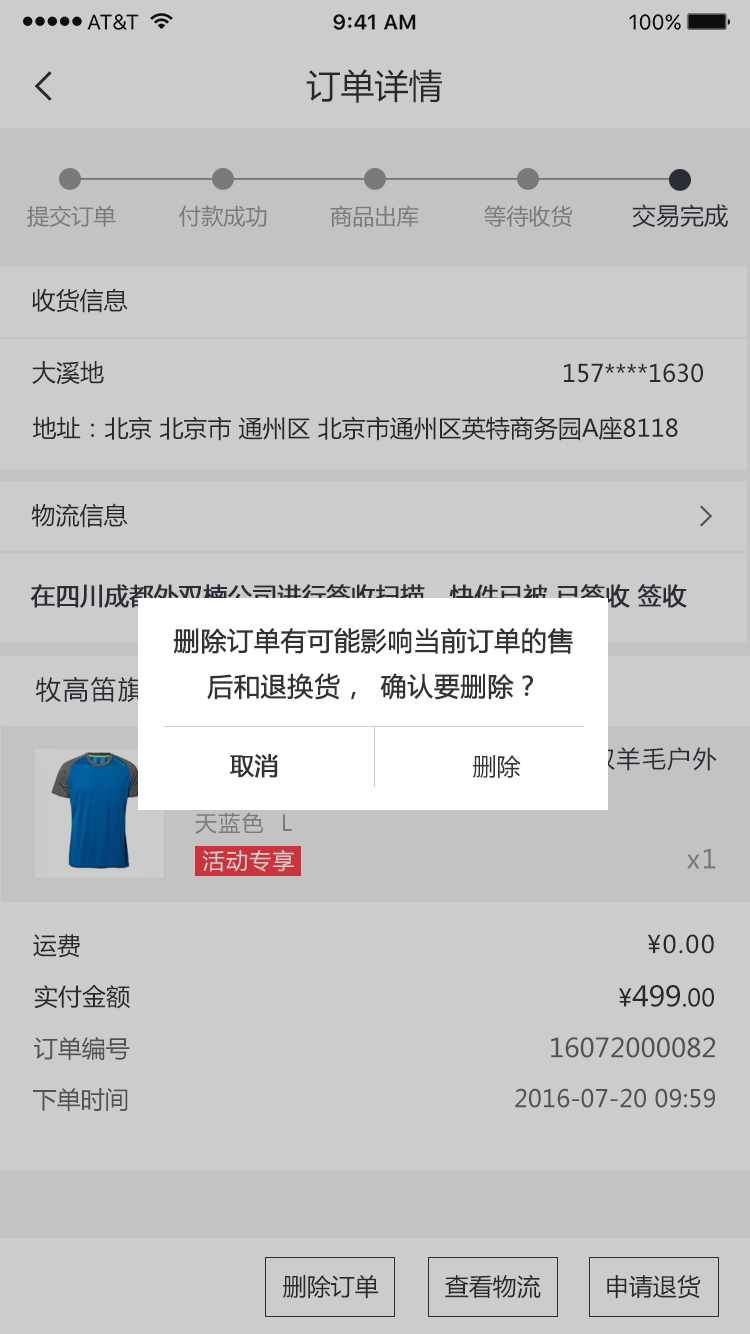 AT&T 9:41 AM 100%
订单详情
提交订单 付款成功 商品出库 等待收货 交易完成
收货信息
大溪地 157****1630
地址：北京 北京市 通州区 北京市通州区英特商务园A座8118
物流信息
在四川成都外双楠公司进行签收扫描，快件已被 已签收 签收
删除订单有可能影响当前订单的售
后和退换货， 确认要删除？
取消 删除
牧高笛旗
羊毛户外
天蓝色 L
活动专享
x1
运费 ¥0.00
实付金额 ¥499.00
订单编号 16072000082
下单时间 2016-07-20 09:59
删除订单 查看物流 申请退货